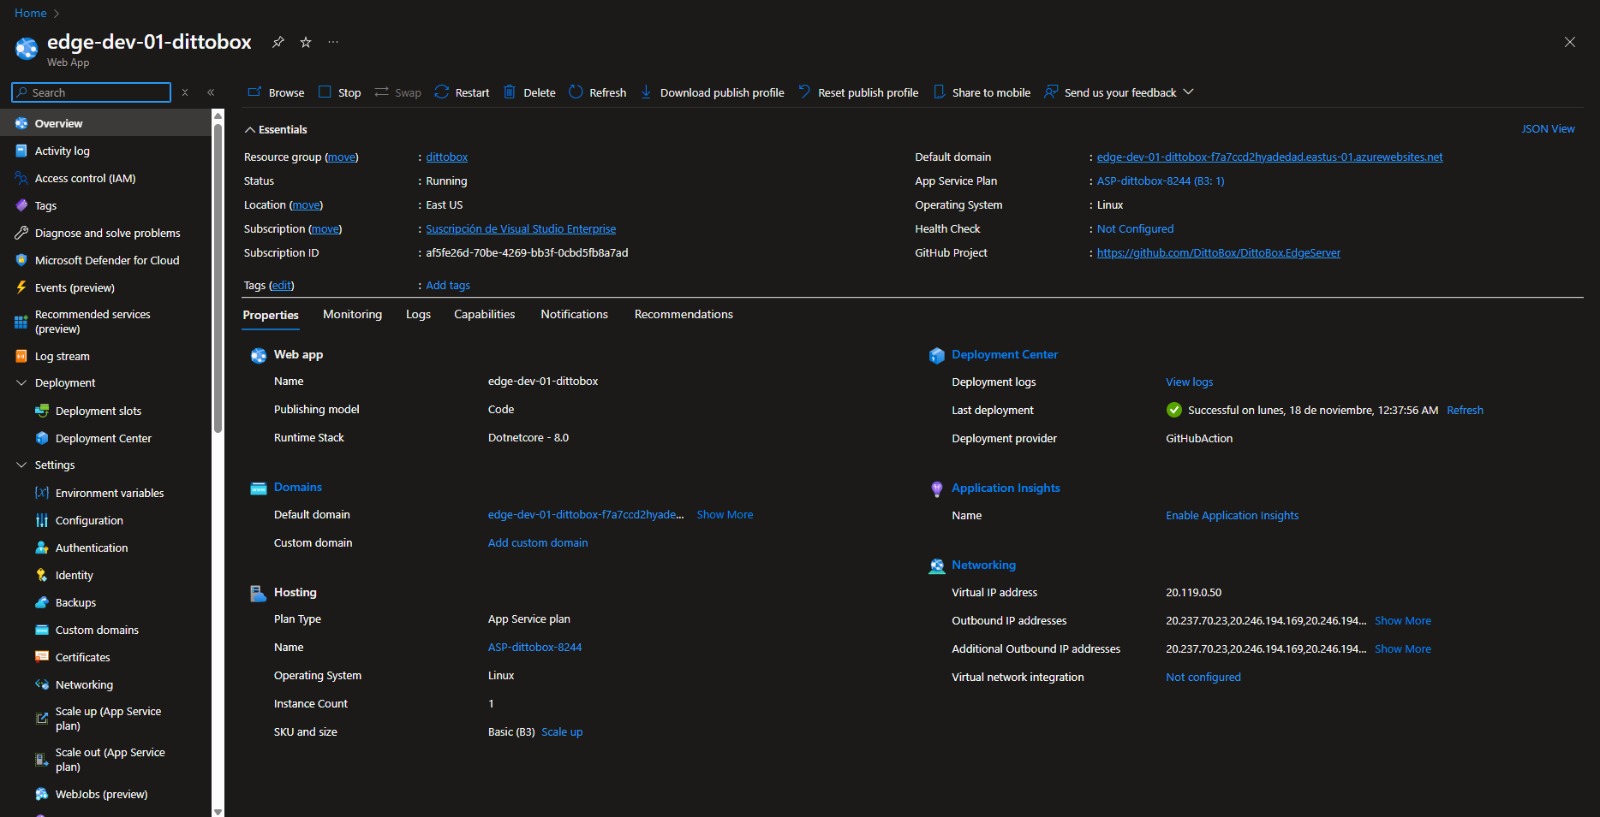 Home
edge-dev-01-dittobox
Web App
Search
Browse Stop Swap Restart Delete Refresh Download publish profile Reset publish profile Share to mobile Send us your feedback
Overview
Activity log
Access control (IAM)
Tags
Diagnose and solve problems
Microsoft Defender for Cloud
Events (preview)
Recommended services
(preview)
Log stream
Deployment
Deployment slots
Deployment Center
Settings
Environment variables
Configuration
Authentication
Identity
Backups
Custom domains
Certificates
Networking
Scale up (App Service
plan)
Scale out (App Service
plan)
WebJobs (preview)
Essentials
JSON View
Resource group (move) : dittobox
Status : Running
Location (move) : East US
Subscription (move) : Suscripción de Visual Studio Enterprise
Subscription ID : af5fe26d-70be-4269-bb3f-0cbd5fb8a7ad
Default domain : edge-dev-01-dittobox-f7a7ccd2hyadedad.eastus-01.azurewebsites.net
App Service Plan : ASP-dittobox-8244 (B3: 1)
Operating System : Linux
Health Check : Not Configured
GitHub Project : https://github.com/DittoBox/DittoBox.EdgeServer
Tags (edit) : Add tags
Properties Monitoring Logs Capabilities Notifications Recommendations
Web app
Name edge-dev-01-dittobox
Publishing model Code
Runtime Stack Dotnetcore - 8.0
Domains
Default domain edge-dev-01-dittobox-f7a7ccd2hyade... Show More
Custom domain Add custom domain
Hosting
Plan Type App Service plan
Name ASP-dittobox-8244
Operating System Linux
Instance Count 1
SKU and size Basic (B3) Scale up
Deployment Center
Deployment logs View logs
Last deployment Successful on lunes, 18 de noviembre, 12:37:56 AM Refresh
Deployment provider GitHubAction
Application Insights
Name Enable Application Insights
Networking
Virtual IP address 20.119.0.50
Outbound IP addresses 20.237.70.23,20.246.194.169,20.246.194... Show More
Additional Outbound IP addresses 20.237.70.23,20.246.194.169,20.246.194... Show More
Virtual network integration Not configured